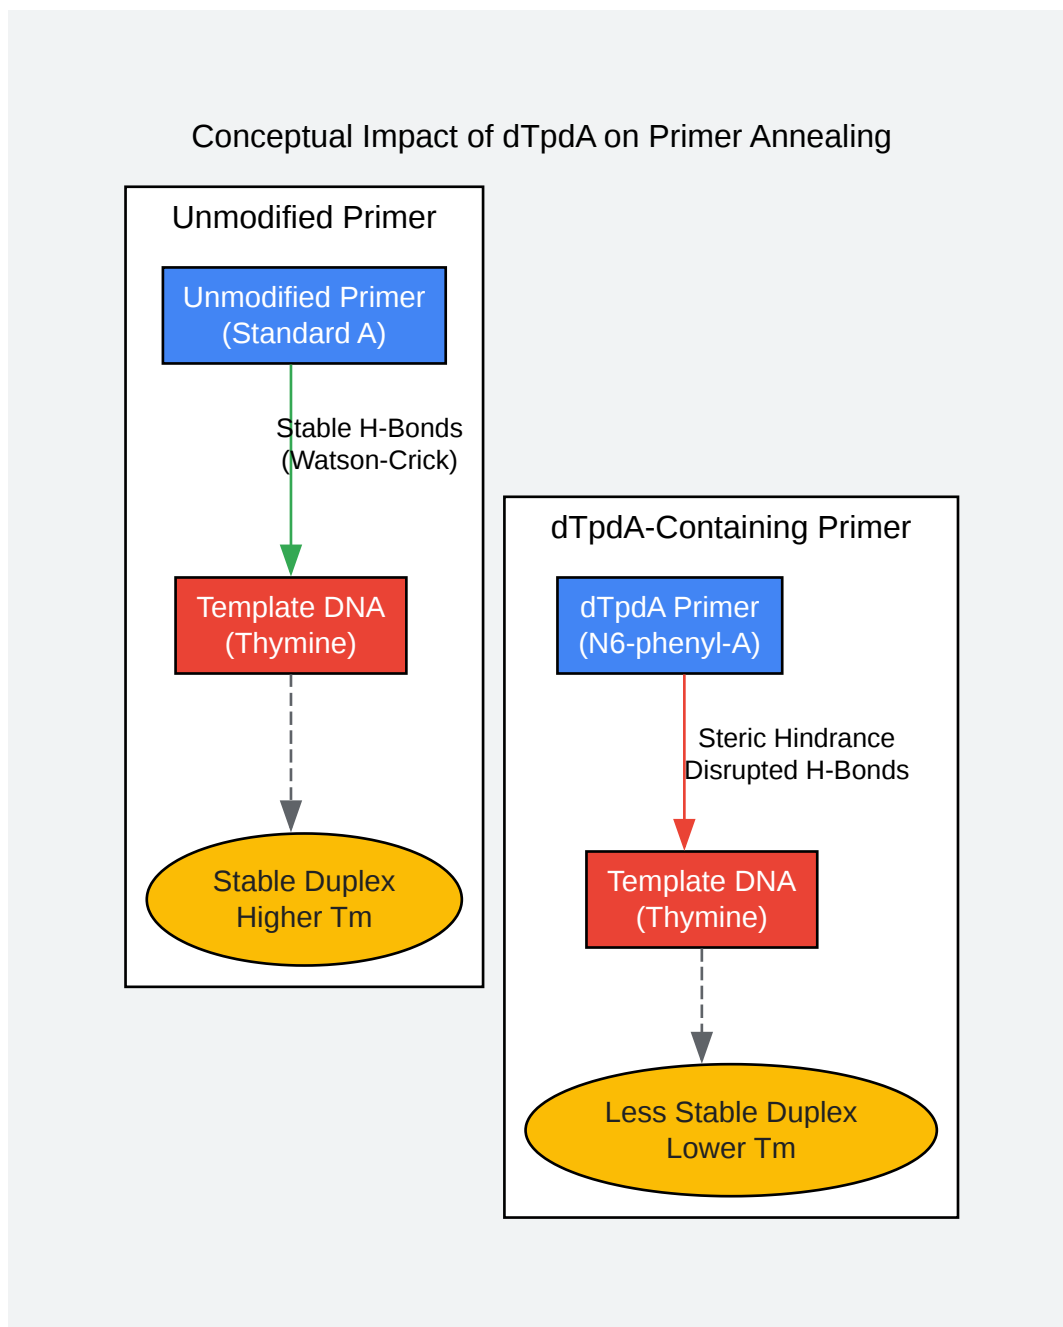 Conceptual Impact of dTpdA on Primer Annealing
Unmodified Primer
Unmodified Primer
(Standard A)
Stable H-Bonds
(Watson-Crick)
Template DNA
(Thymine)
Stable Duplex
Higher Tm
dTpdA-Containing Primer
dTpdA Primer
(N6-phenyl-A)
Steric Hindrance
Disrupted H-Bonds
Template DNA
(Thymine)
Less Stable Duplex
Lower Tm